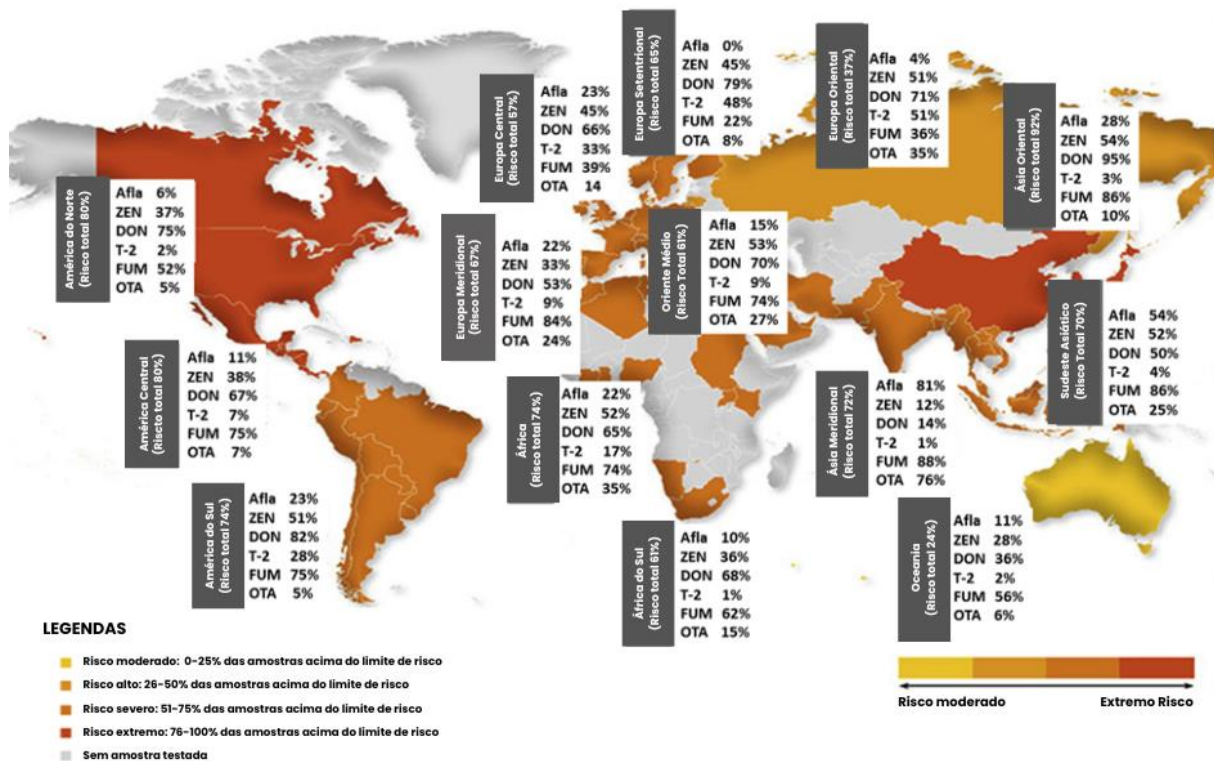 Europa Setentrional
(Risco total 65%)
Afla 0%
ZEN 45%
DON 79%
T-2 48%
FUM 22%
OTA 8%
Europa Oriental
(Risco total 37%)
Afla 4%
ZEN 51%
DON 71%
T-2 51%
FUM 36%
OTA 35%
Europa Central
(Risco total 57%)
Afla 23%
ZEN 45%
DON 66%
T-2 33%
FUM 39%
OTA 14
Ásia Oriental
(Risco total 92%)
Afla 28%
ZEN 54%
DON 95%
T-2 3%
FUM 86%
OTA 10%
América do Norte
(Risco total 80%)
Afla 6%
ZEN 37%
DON 75%
T-2 2%
FUM 52%
OTA 5%
Europa Meridional
(Risco total 67%)
Afla 22%
ZEN 33%
DON 53%
T-2 9%
FUM 84%
OTA 24%
Oriente Médio
(Risco Total 61%)
Afla 15%
ZEN 53%
DON 70%
T-2 9%
FUM 74%
OTA 27%
Sudeste Asiático
(Risco Total 70%)
Afla 54%
ZEN 52%
DON 50%
T-2 4%
FUM 86%
OTA 25%
América Central
(Riscto total 80%)
Afla 11%
ZEN 38%
DON 67%
T-2 7%
FUM 75%
OTA 7%
África
(Risco total 74%)
Afla 22%
ZEN 52%
DON 65%
T-2 17%
FUM 74%
OTA 35%
Ásia Meridional
(Risco total 72%)
Afla 81%
ZEN 12%
DON 14%
T-2 1%
FUM 88%
OTA 76%
América do Sul
(Risco total 74%)
Afla 23%
ZEN 51%
DON 82%
T-2 28%
FUM 75%
OTA 5%
África do Sul
(Risco total 61%)
Afla 10%
ZEN 36%
DON 68%
T-2 1%
FUM 62%
OTA 15%
Oceania
(Risco total 24%)
Afla 11%
ZEN 28%
DON 36%
T-2 2%
FUM 56%
OTA 6%
LEGENDAS
Risco moderado: 0-25% das amostras acima do limite de risco
Risco alto: 26-50% das amostras acima do limite de risco
Risco severo: 51-75% das amostras acima do limite de risco
Risco extremo: 76-100% das amostras acima do limite de risco
Sem amostra testada
Risco moderado
Extremo Risco